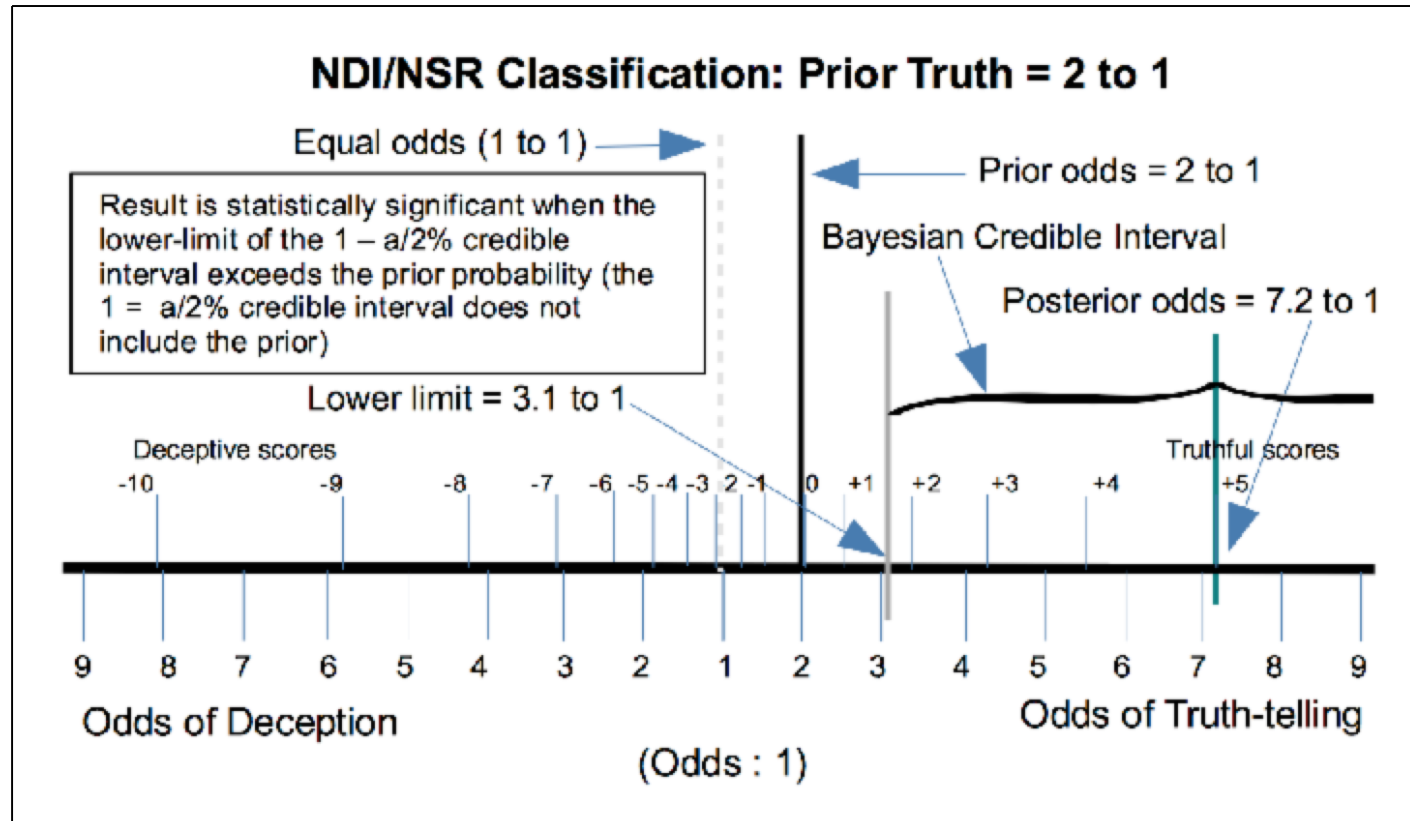 NDI/NSR Classification: Prior Truth = 2 to 1
Equal odds (1 to 1)
Prior odds = 2 to 1
Result is statistically significant when the
lower-limit of the 1 – a/2% credible
interval exceeds the prior probability (the
1 = a/2% credible interval does not
include the prior)
Bayesian Credible Interval
Posterior odds = 7.2 to 1
Lower limit = 3.1 to 1
Deceptive scores
Truthful scores
-10 -9 -8 -7 -6 -5 -4 -3 2 -1 0 +1 +2 +3 +4 +5
9 8 7 6 5 4 3 2 1 2 3 4 5 6 7 8 9
Odds of Deception
Odds of Truth-telling
(Odds : 1)